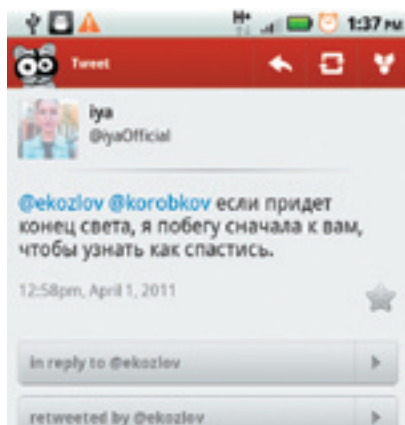 H+ 1:37 PM
Tweet
iya
@iyaOfficial
@ekozlov @korobkov если придет
конец света, я побегу сначала к вам,
чтобы узнать как спастись.
12:58pm, April 1, 2011
in reply to @ekozlov
retweeted by @ekozlov